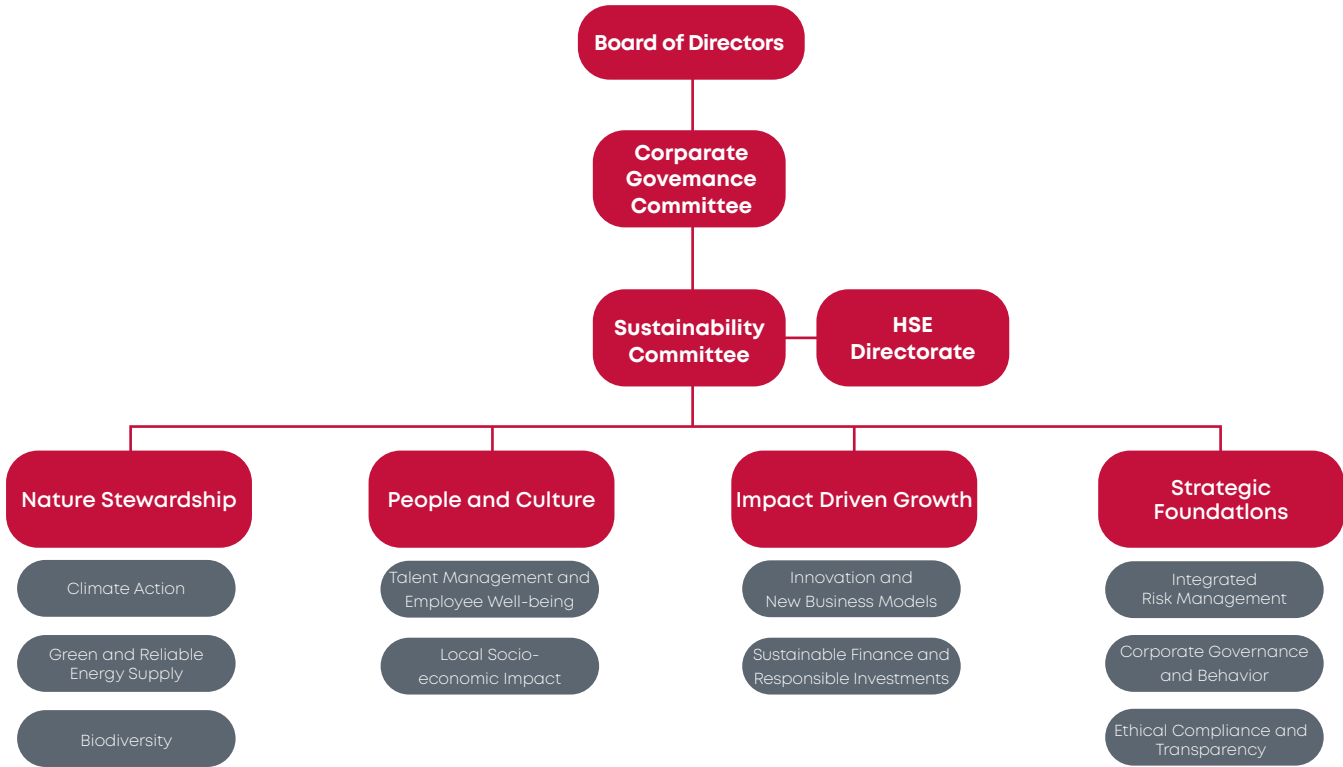 Board of Directors
Corparate
Govemance
Committee
Sustainability
Committee
HSE
Directorate
Nature Stewardship
People and Culture
Impact Driven Growth
Strategic
Foundatlons
Climate Action
Green and Reliable
Energy Supply
Biodiversity
Talent Management and
Employee Well-being
Local Socio-
economic Impact
Innovation and
New Business Models
Sustainable Finance and
Responsible Investments
Integrated
Risk Management
Corporate Governance
and Behavior
Ethical Compliance and
Transparency